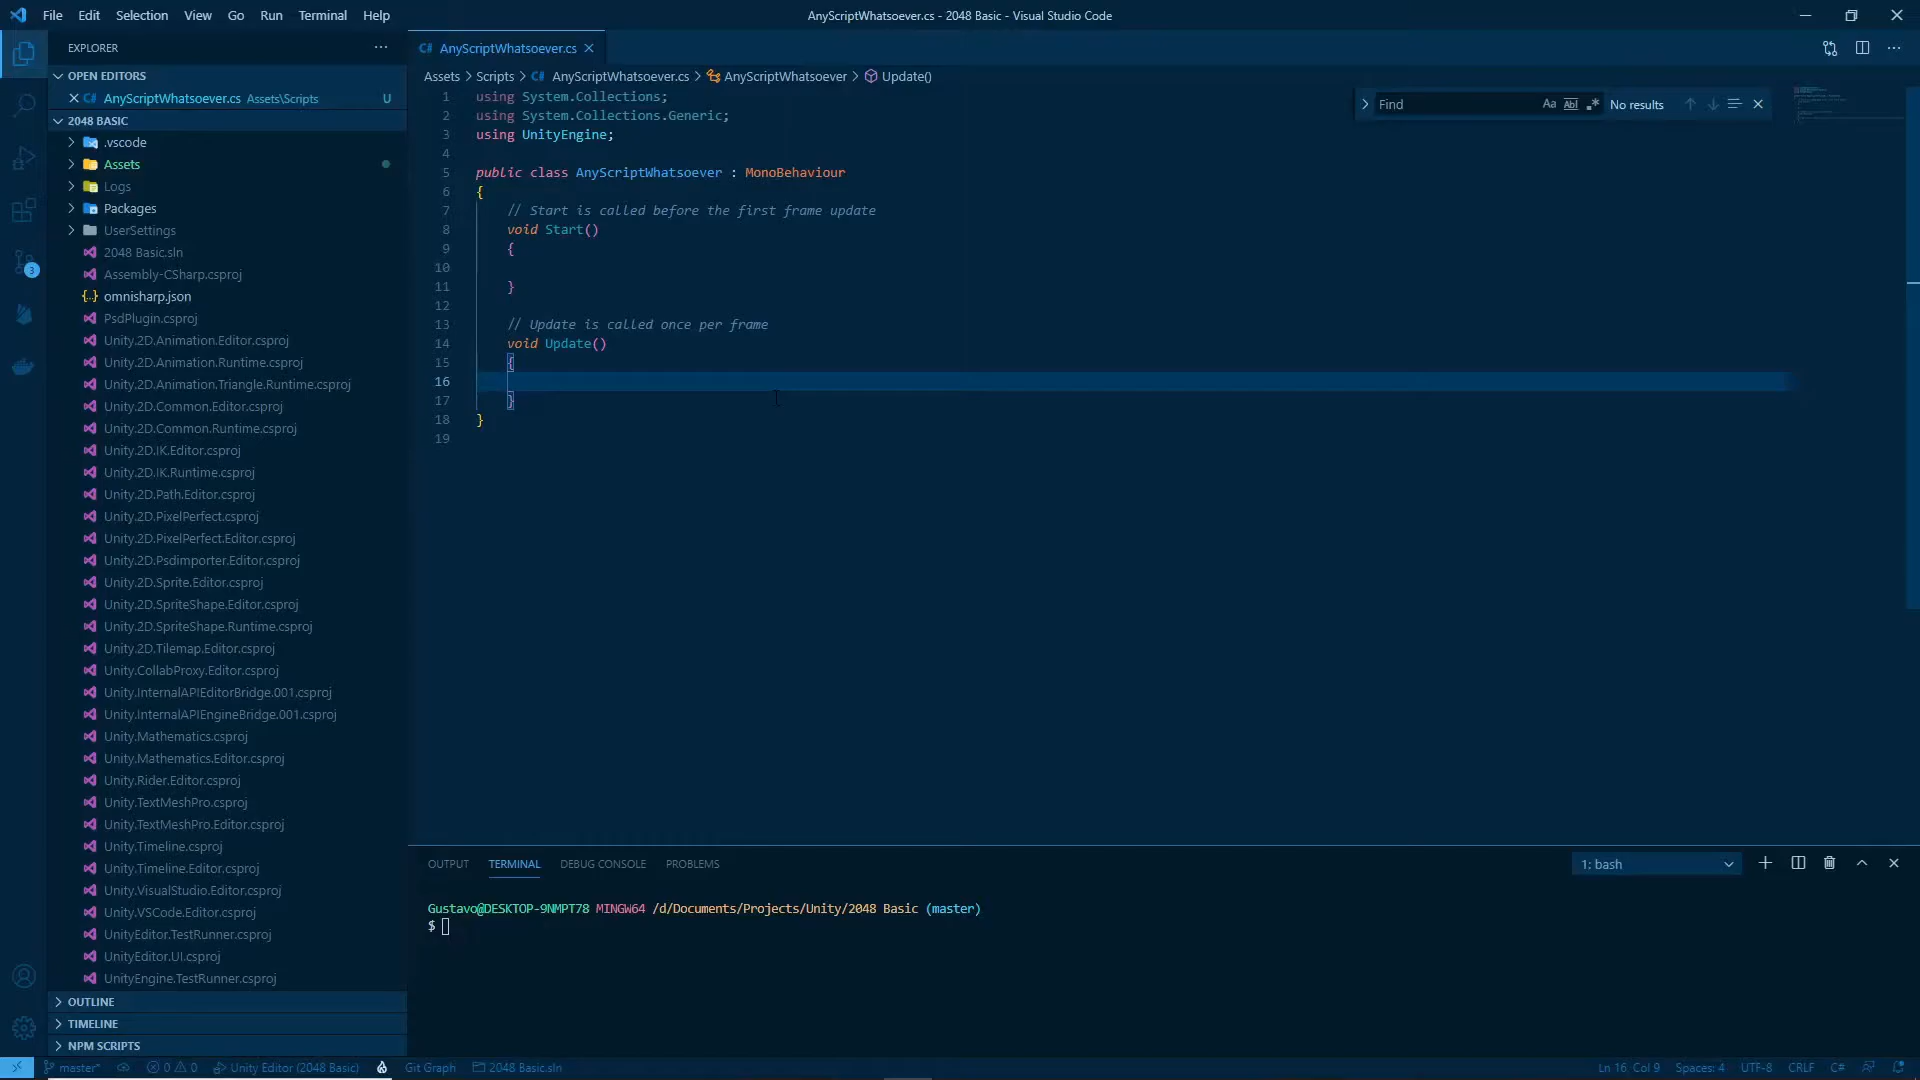 File Edit Selection View Go Run Terminal Help
AnyScriptWhatsoever.cs - 2048 Basic - Visual Studio Code
EXPLORER
OPEN EDITORS
AnyScriptWhatsoever.cs Assets\Scripts U
2048 BASIC
.vscode
Assets
Logs
Packages
UserSettings
2048 Basic.sln
Assembly-CSharp.csproj
omnisharp.json
PsdPlugin.csproj
Unity.2D.Animation.Editor.csproj
Unity.2D.Animation.Runtime.csproj
Unity.2D.Animation.Triangle.Runtime.csproj
Unity.2D.Common.Editor.csproj
Unity.2D.Common.Runtime.csproj
Unity.2D.IK.Editor.csproj
Unity.2D.IK.Runtime.csproj
Unity.2D.Path.Editor.csproj
Unity.2D.PixelPerfect.csproj
Unity.2D.PixelPerfect.Editor.csproj
Unity.2D.Psdimporter.Editor.csproj
Unity.2D.Sprite.Editor.csproj
Unity.2D.SpriteShape.Editor.csproj
Unity.2D.SpriteShape.Runtime.csproj
Unity.2D.Tilemap.Editor.csproj
Unity.CollabProxy.Editor.csproj
Unity.InternalAPIEditorBridge.001.csproj
Unity.InternalAPIEngineBridge.001.csproj
Unity.Mathematics.csproj
Unity.Mathematics.Editor.csproj
Unity.Rider.Editor.csproj
Unity.TextMeshPro.csproj
Unity.TextMeshPro.Editor.csproj
Unity.Timeline.csproj
Unity.Timeline.Editor.csproj
Unity.VisualStudio.Editor.csproj
Unity.VSCode.Editor.csproj
UnityEditor.TestRunner.csproj
UnityEditor.UI.csproj
UnityEngine.TestRunner.csproj
OUTLINE
TIMELINE
NPM SCRIPTS
3
C# AnyScriptWhatsoever.cs
Assets > Scripts > C# AnyScriptWhatsoever.cs > AnyScriptWhatsoever > Update()
Find Aa Abl .* No results
1 using System.Collections;
2 using System.Collections.Generic;
3 using UnityEngine;
4
5 public class AnyScriptWhatsoever : MonoBehaviour
6 {
7 // Start is called before the first frame update
8 void Start()
9 {
10
11 }
12
13 // Update is called once per frame
14 void Update()
15 {
16
17 }
18 }
19
OUTPUT TERMINAL DEBUG CONSOLE PROBLEMS
1: bash
Gustavo@DESKTOP-9NMPT78 MINGW64 /d/Documents/Projects/Unity/2048 Basic (master)
$
master* 0 0 Unity Editor (2048 Basic) Git Graph 2048 Basic.sln
Ln 16, Col 9 Spaces: 4 UTF-8 CRLF C#